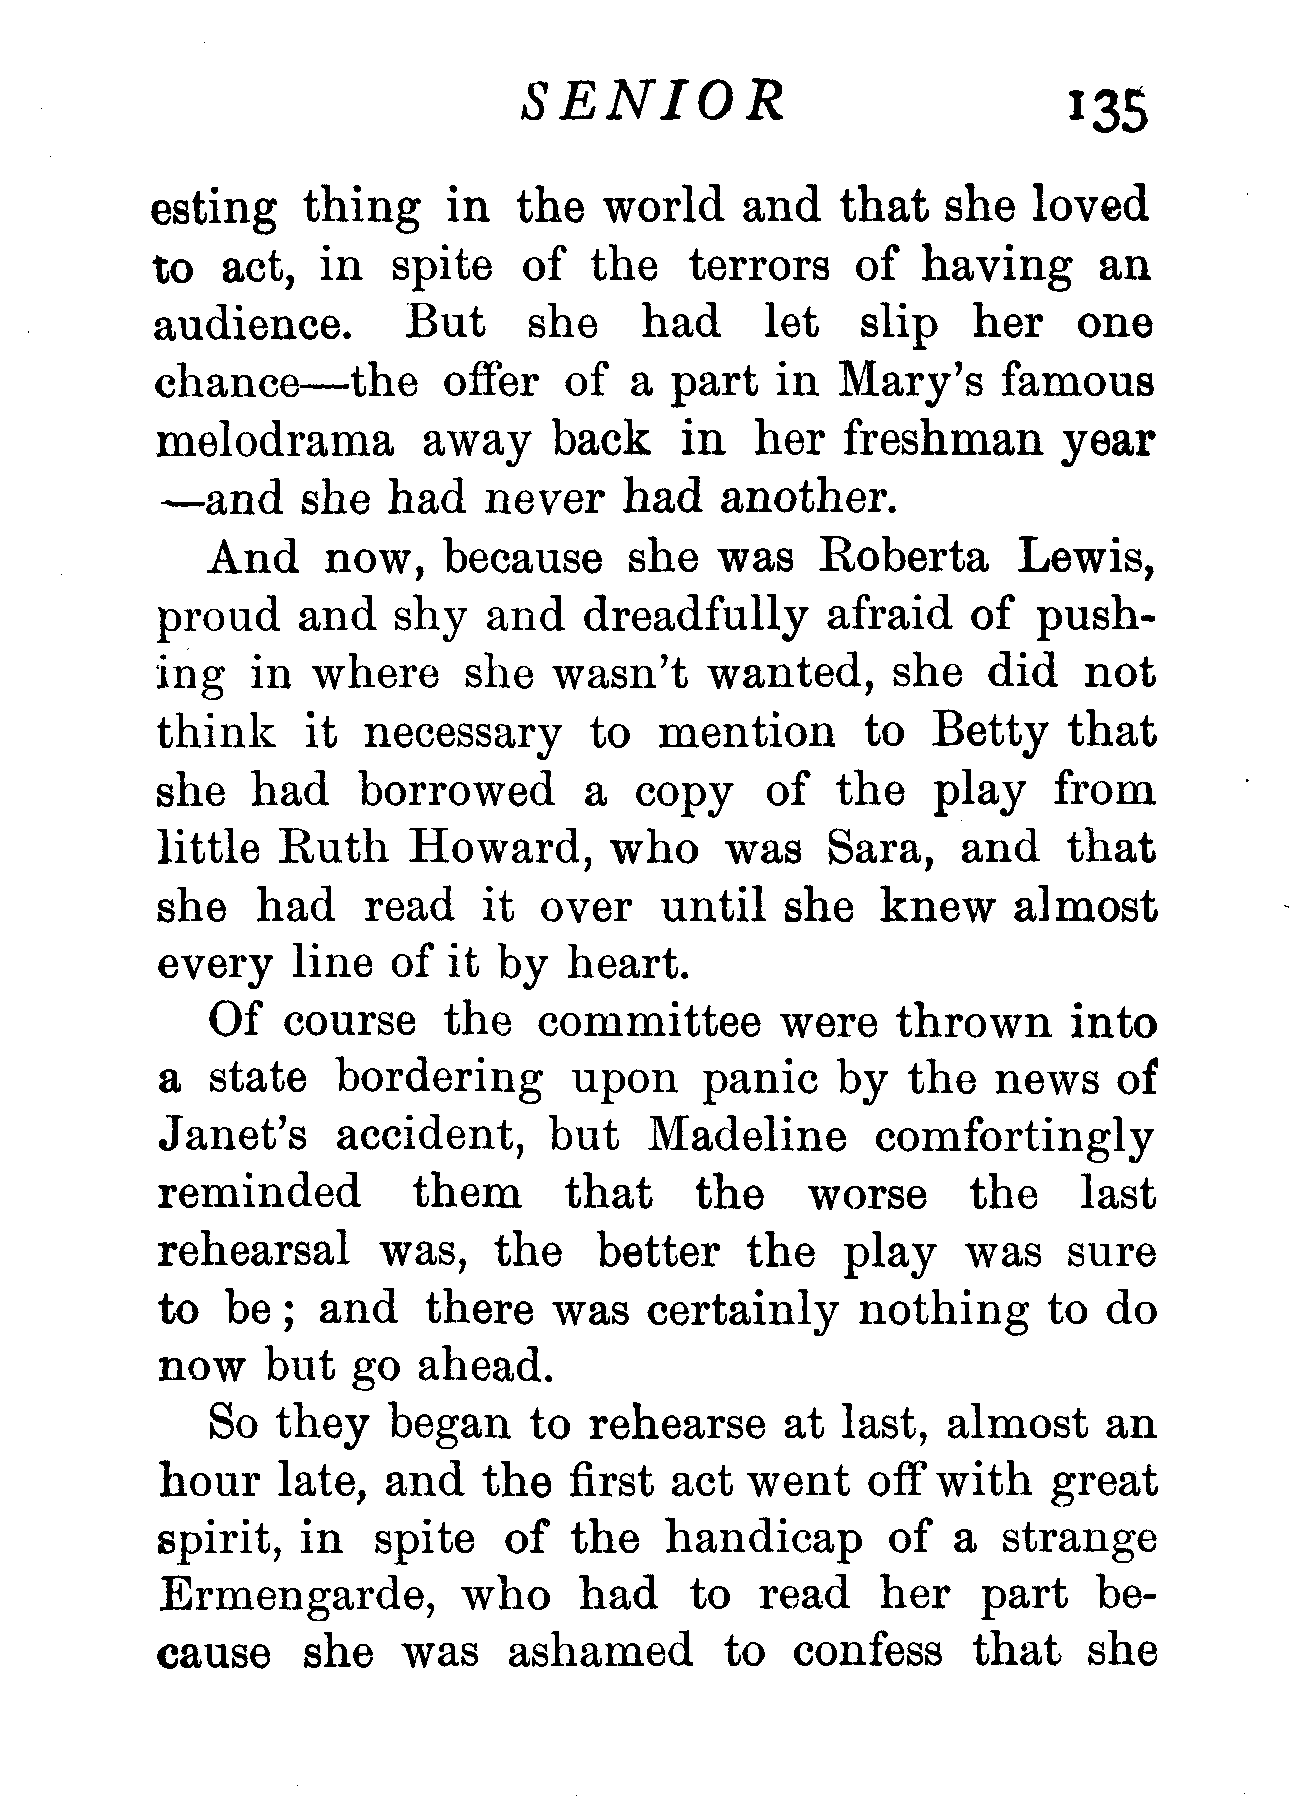 SENIOR 135
esting thing in the world and that she loved
to act, in spite of the terrors of having an
audience. But she had let slip her one
chance—the offer of a part in Mary's famous
melodrama away back in her freshman year
—and she had never had another.
And now, because she was Roberta Lewis,
proud and shy and dreadfully afraid of push-
ing in where she wasn't wanted, she did not
think it necessary to mention to Betty that
she had borrowed a copy of the play from
little Ruth Howard, who was Sara, and that
she had read it over until she knew almost
every line of it by heart.
Of course the committee were thrown into
a state bordering upon panic by the news of
Janet's accident, but Madeline comfortingly
reminded them that the worse the last
rehearsal was, the better the play was sure
to be; and there was certainly nothing to do
now but go ahead.
So they began to rehearse at last, almost an
hour late, and the first act went off with great
spirit, in spite of the handicap of a strange
Ermengarde, who had to read her part be-
cause she was ashamed to confess that she